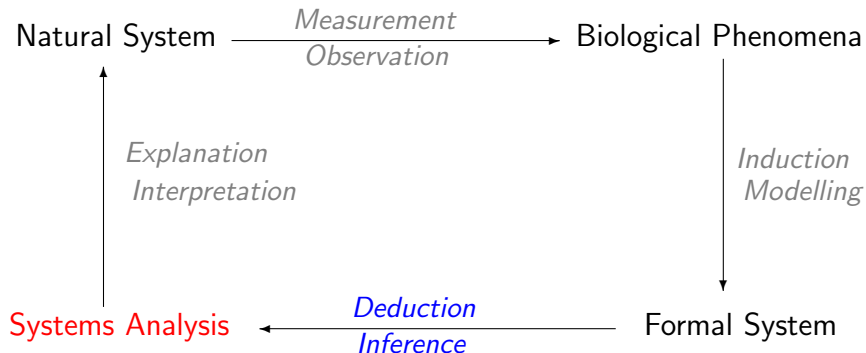 Natural System
Measurement
Observation
Biological Phenomena
Explanation
Interpretation
Induction
Modelling
Systems Analysis
Deduction
Inference
Formal System